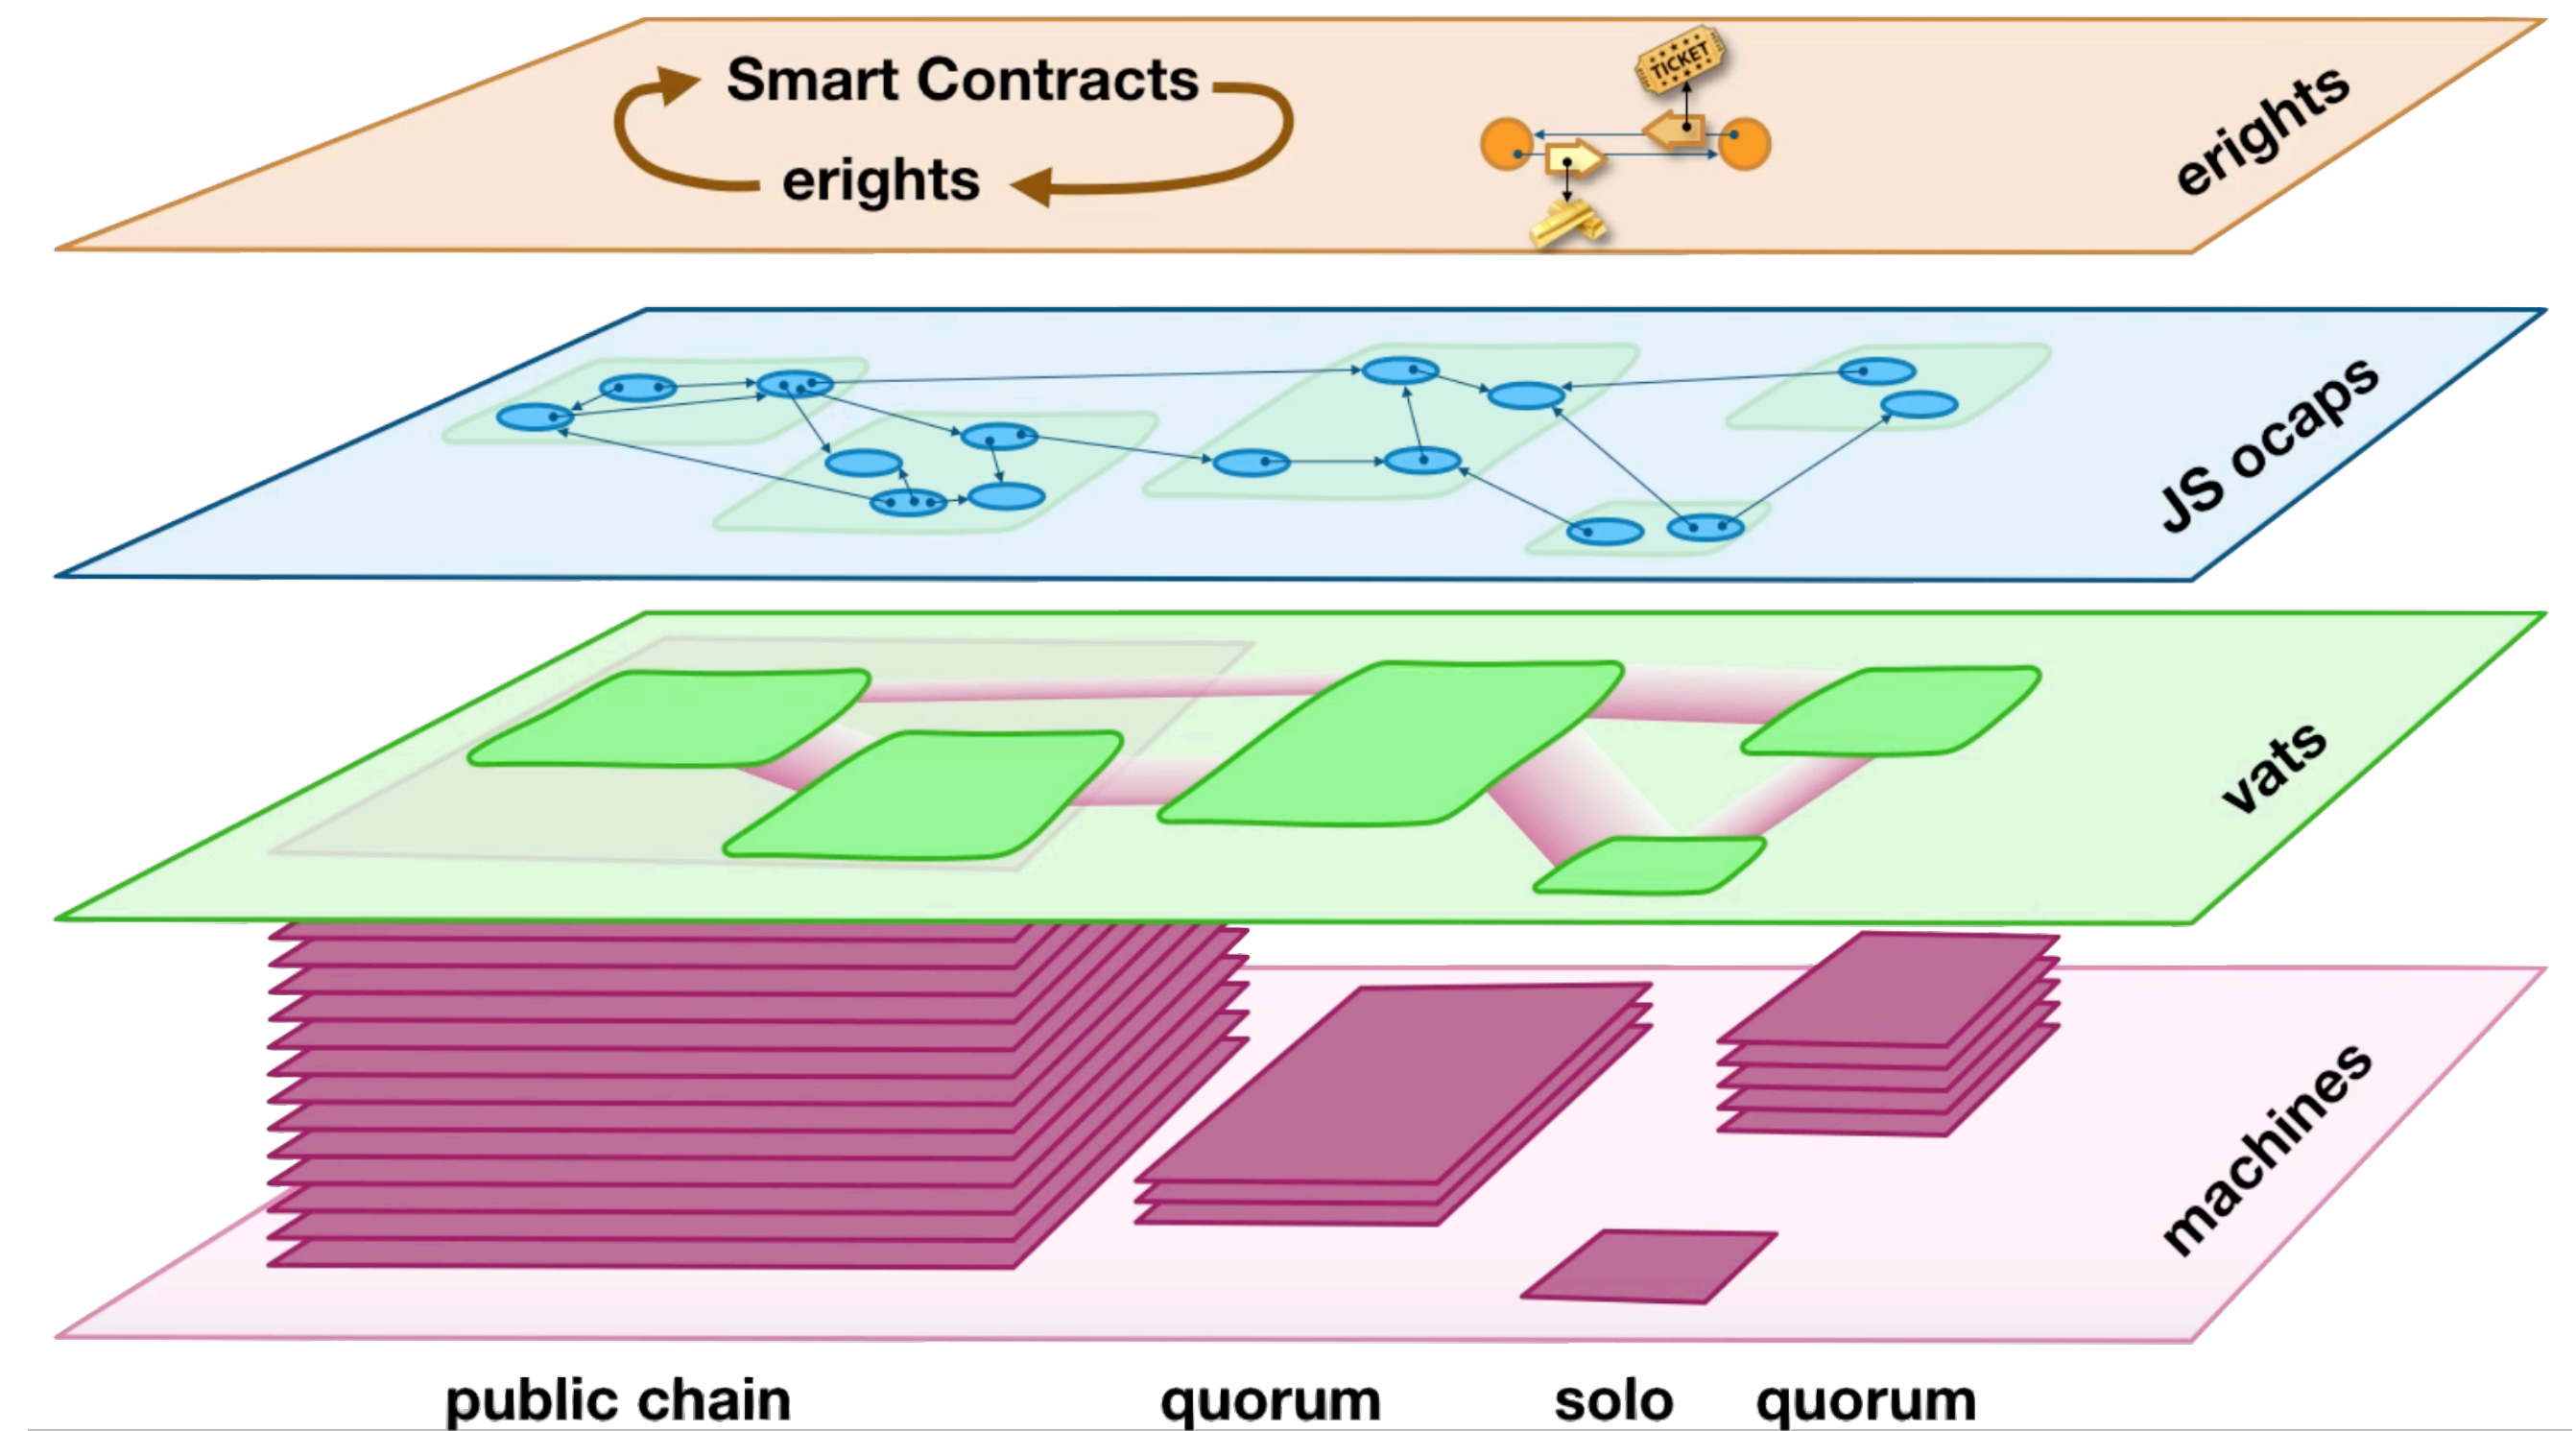 TICKET
Smart Contracts
erights
erights
JS ocaps
vats
machines
public chain
quorum
solo
quorum